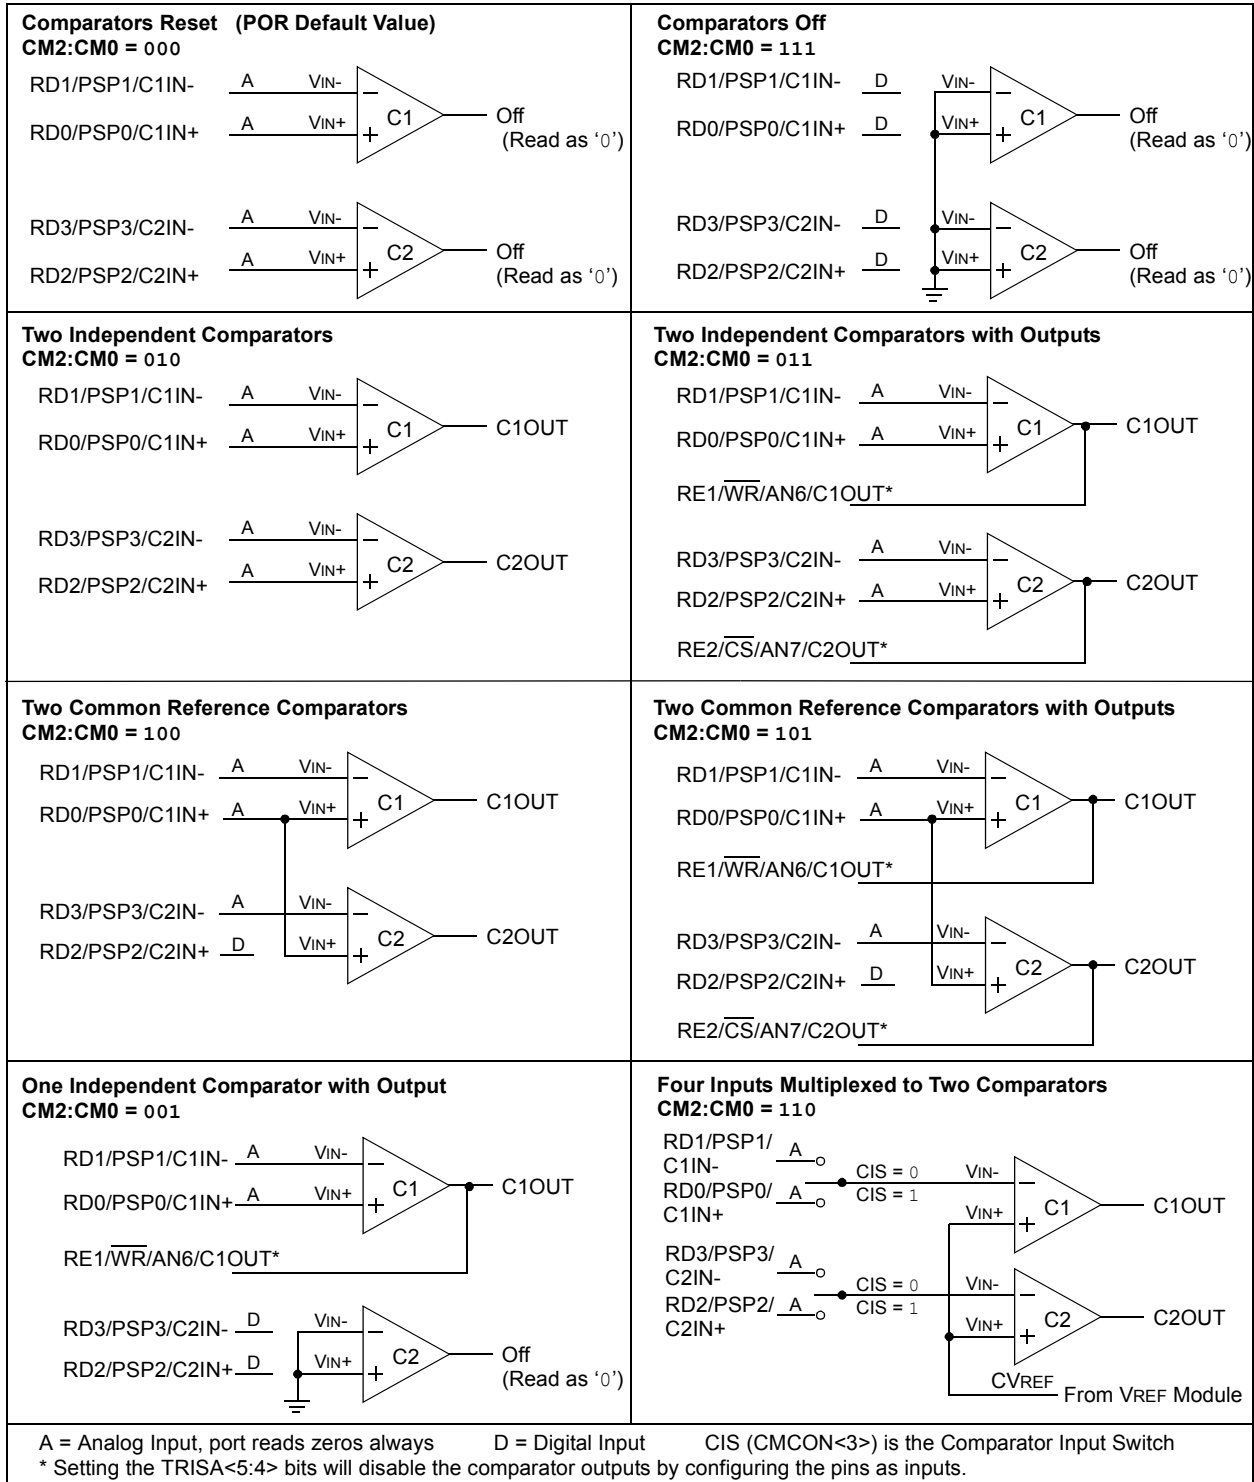 Comparators Reset (POR Default Value)
CM2:CM0 = 000
RD1/PSP1/C1IN- A VIN-
RD0/PSP0/C1IN+ A VIN+
C1
Off
(Read as ‘0’)
RD3/PSP3/C2IN- A VIN-
RD2/PSP2/C2IN+ A VIN+
C2
Off
(Read as ‘0’)
Comparators Off
CM2:CM0 = 111
RD1/PSP1/C1IN- D VIN-
RD0/PSP0/C1IN+ D VIN+
C1
Off
(Read as ‘0’)
RD3/PSP3/C2IN- D VIN-
RD2/PSP2/C2IN+ D VIN+
C2
Off
(Read as ‘0’)
Two Independent Comparators
CM2:CM0 = 010
RD1/PSP1/C1IN- A VIN-
RD0/PSP0/C1IN+ A VIN+
C1
C1OUT
RD3/PSP3/C2IN- A VIN-
RD2/PSP2/C2IN+ A VIN+
C2
C2OUT
Two Independent Comparators with Outputs
CM2:CM0 = 011
RD1/PSP1/C1IN- A VIN-
RD0/PSP0/C1IN+ A VIN+
C1
C1OUT
RE1/WR/AN6/C1OUT*
RD3/PSP3/C2IN- A VIN-
RD2/PSP2/C2IN+ A VIN+
C2
C2OUT
RE2/CS/AN7/C2OUT*
Two Common Reference Comparators
CM2:CM0 = 100
RD1/PSP1/C1IN- A VIN-
RD0/PSP0/C1IN+ A VIN+
C1
C1OUT
RD3/PSP3/C2IN- A VIN-
RD2/PSP2/C2IN+ D VIN+
C2
C2OUT
Two Common Reference Comparators with Outputs
CM2:CM0 = 101
RD1/PSP1/C1IN- A VIN-
RD0/PSP0/C1IN+ A VIN+
C1
C1OUT
RE1/WR/AN6/C1OUT*
RD3/PSP3/C2IN- A VIN-
RD2/PSP2/C2IN+ D VIN+
C2
C2OUT
RE2/CS/AN7/C2OUT*
One Independent Comparator with Output
CM2:CM0 = 001
RD1/PSP1/C1IN- A VIN-
RD0/PSP0/C1IN+ A VIN+
C1
C1OUT
RE1/WR/AN6/C1OUT*
RD3/PSP3/C2IN- D VIN-
RD2/PSP2/C2IN+ D VIN+
C2
Off
(Read as ‘0’)
Four Inputs Multiplexed to Two Comparators
CM2:CM0 = 110
RD1/PSP1/ A
C1IN-
RD0/PSP0/ A
C1IN+
CIS = 0 VIN-
CIS = 1
VIN+
C1
C1OUT
RD3/PSP3/ A
C2IN-
RD2/PSP2/ A
C2IN+
CIS = 0 VIN-
CIS = 1
VIN+
C2
C2OUT
CVREF
From VREF Module
A = Analog Input, port reads zeros always D = Digital Input CIS (CMCON<3>) is the Comparator Input Switch
* Setting the TRISA<5:4> bits will disable the comparator outputs by configuring the pins as inputs.